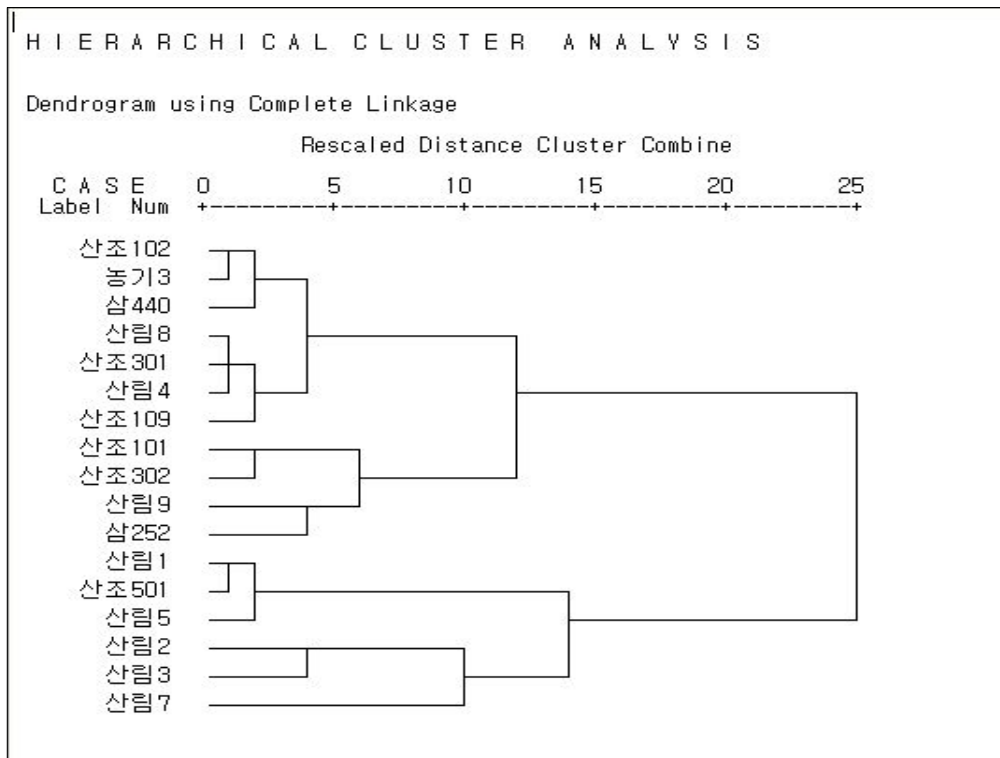 HIERARCHICAL CLUSTER ANALYSIS
Dendrogram using Complete Linkage
Rescaled Distance Cluster Combine
CASE 0 5 10 15 20 25
Label Num +---------+---------+---------+---------+---------+
산조102
농기3
삼440
산림8
산조301
산림4
산조109
산조101
산조302
산림9
삼252
산림1
산조501
산림5
산림2
산림3
산림7